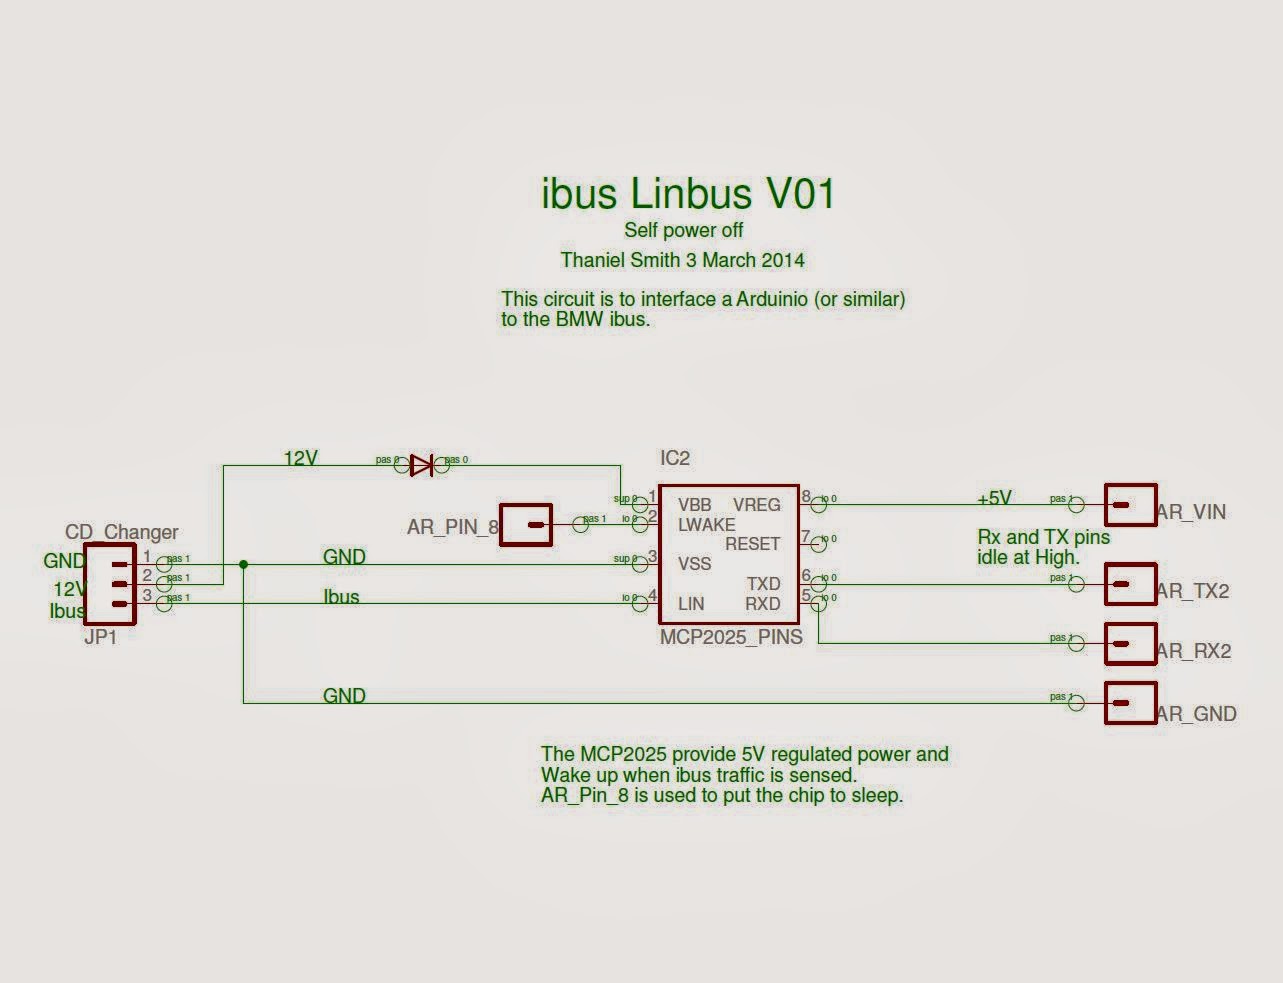 ibus Linbus V01
Self power off
Thaniel Smith 3 March 2014
This circuit is to interface a Arduinio (or similar)
to the BMW ibus.
12V
pas 0
pas 0
IC2
sup 0
1
VBB
VREG
8
io 0
+5V
pas 1
AR_VIN
AR_PIN_8
pas 1
io 0
2
LWAKE
CD_Changer
RESET
7
io 0
Rx and TX pins
idle at High.
GND
1
pas 1
GND
sup 0
3
VSS
12V
2
pas 1
TXD
6
io 0
pas 1
AR_TX2
Ibus
3
pas 1
Ibus
io 0
4
LIN
RXD
5
io 0
JP1
MCP2025_PINS
pas 1
AR_RX2
GND
pas 1
AR_GND
The MCP2025 provide 5V regulated power and
Wake up when ibus traffic is sensed.
AR_Pin_8 is used to put the chip to sleep.